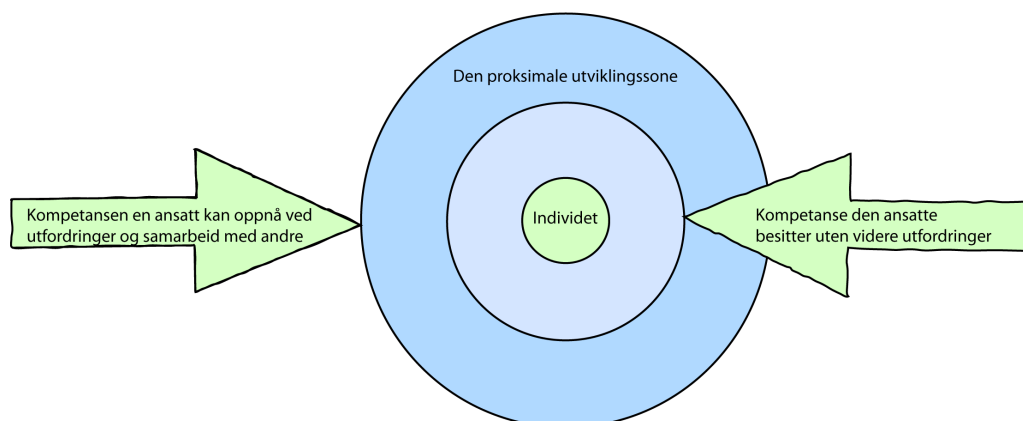 Den proksimale utviklingssone
Kompetansen en ansatt kan oppnå ved
utfordringer og samarbeid med andre
Individet
Kompetanse den ansatte
besitter uten videre utfordringer